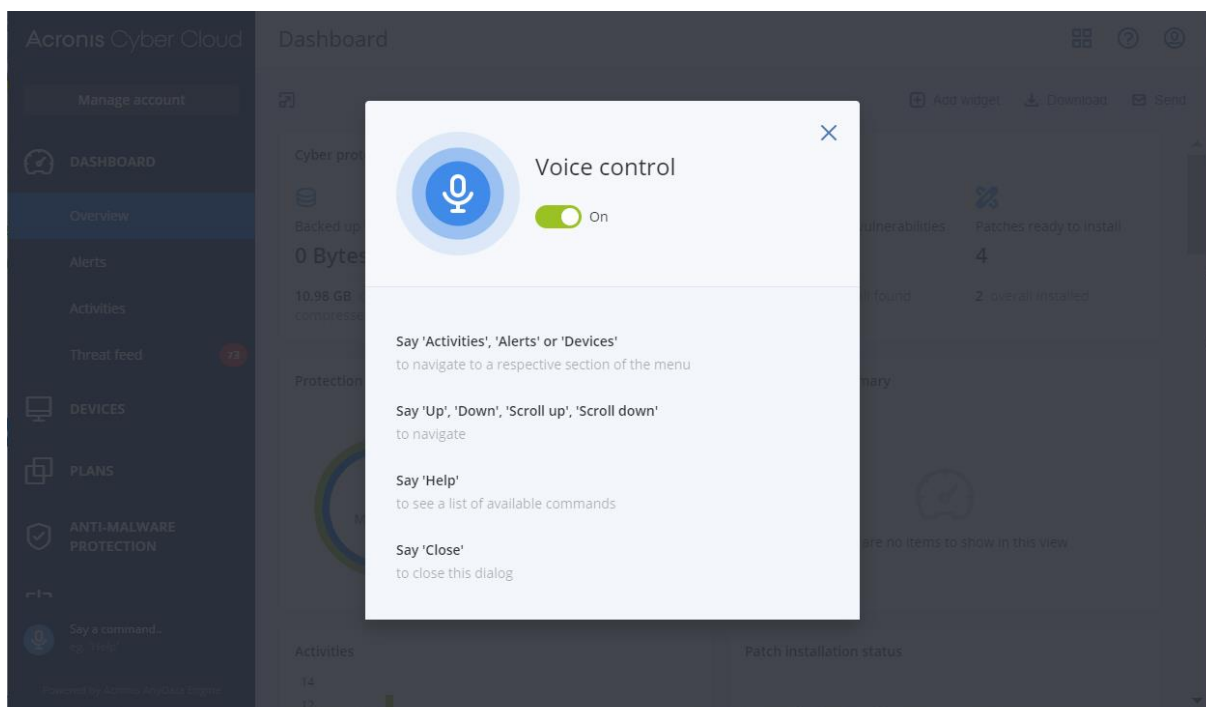 Acronis Cyber Cloud
Manage account
DASHBOARD
Overview
Alerts
Activities
Threat feed
DEVICES
PLANS
ANTI-MALWARE
PROTECTION
Say a command...
Powered by Acronis AnyData Engine
Dashboard
Add widget
Download
Send
Cyber
Backed up
0 Bytes
10.98 GB
vulnerabilities
found
Patches ready to install
4
2 overall installed
Protection
are no items to show in this view
Activities
14
12
Patch installation status
Voice control
On
Say 'Activities', 'Alerts' or 'Devices'
to navigate to a respective section of the menu
Say 'Up', 'Down', 'Scroll up', 'Scroll down'
to navigate
Say 'Help'
to see a list of available commands
Say 'Close'
to close this dialog